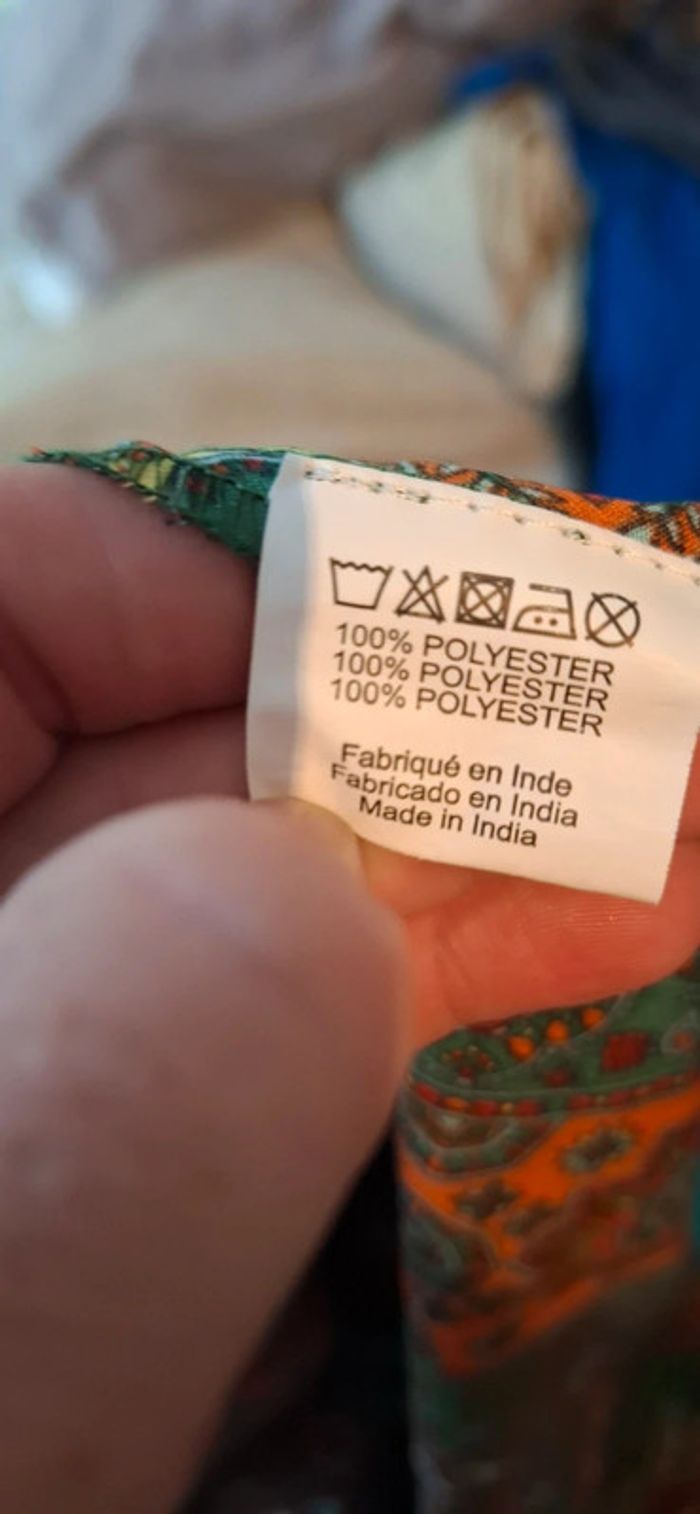 100% POLYESTER
100% POLYESTER
100% POLYESTER
Fabriqué en Inde
Fabricado en India
Made in India